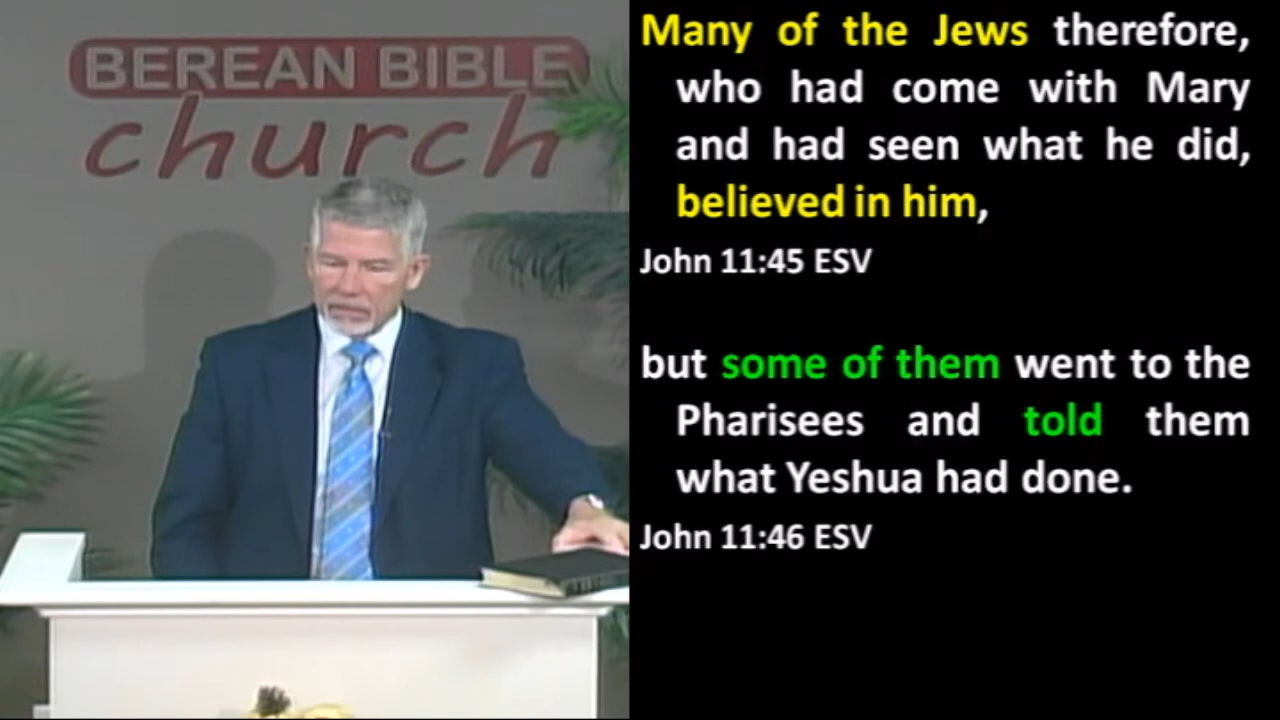 BEREAN BIBLE
church
Many of the Jews therefore,
who had come with Mary
and had seen what he did,
believed in him,
John 11:45 ESV
but some of them went to the
Pharisees and told them
what Yeshua had done.
John 11:46 ESV